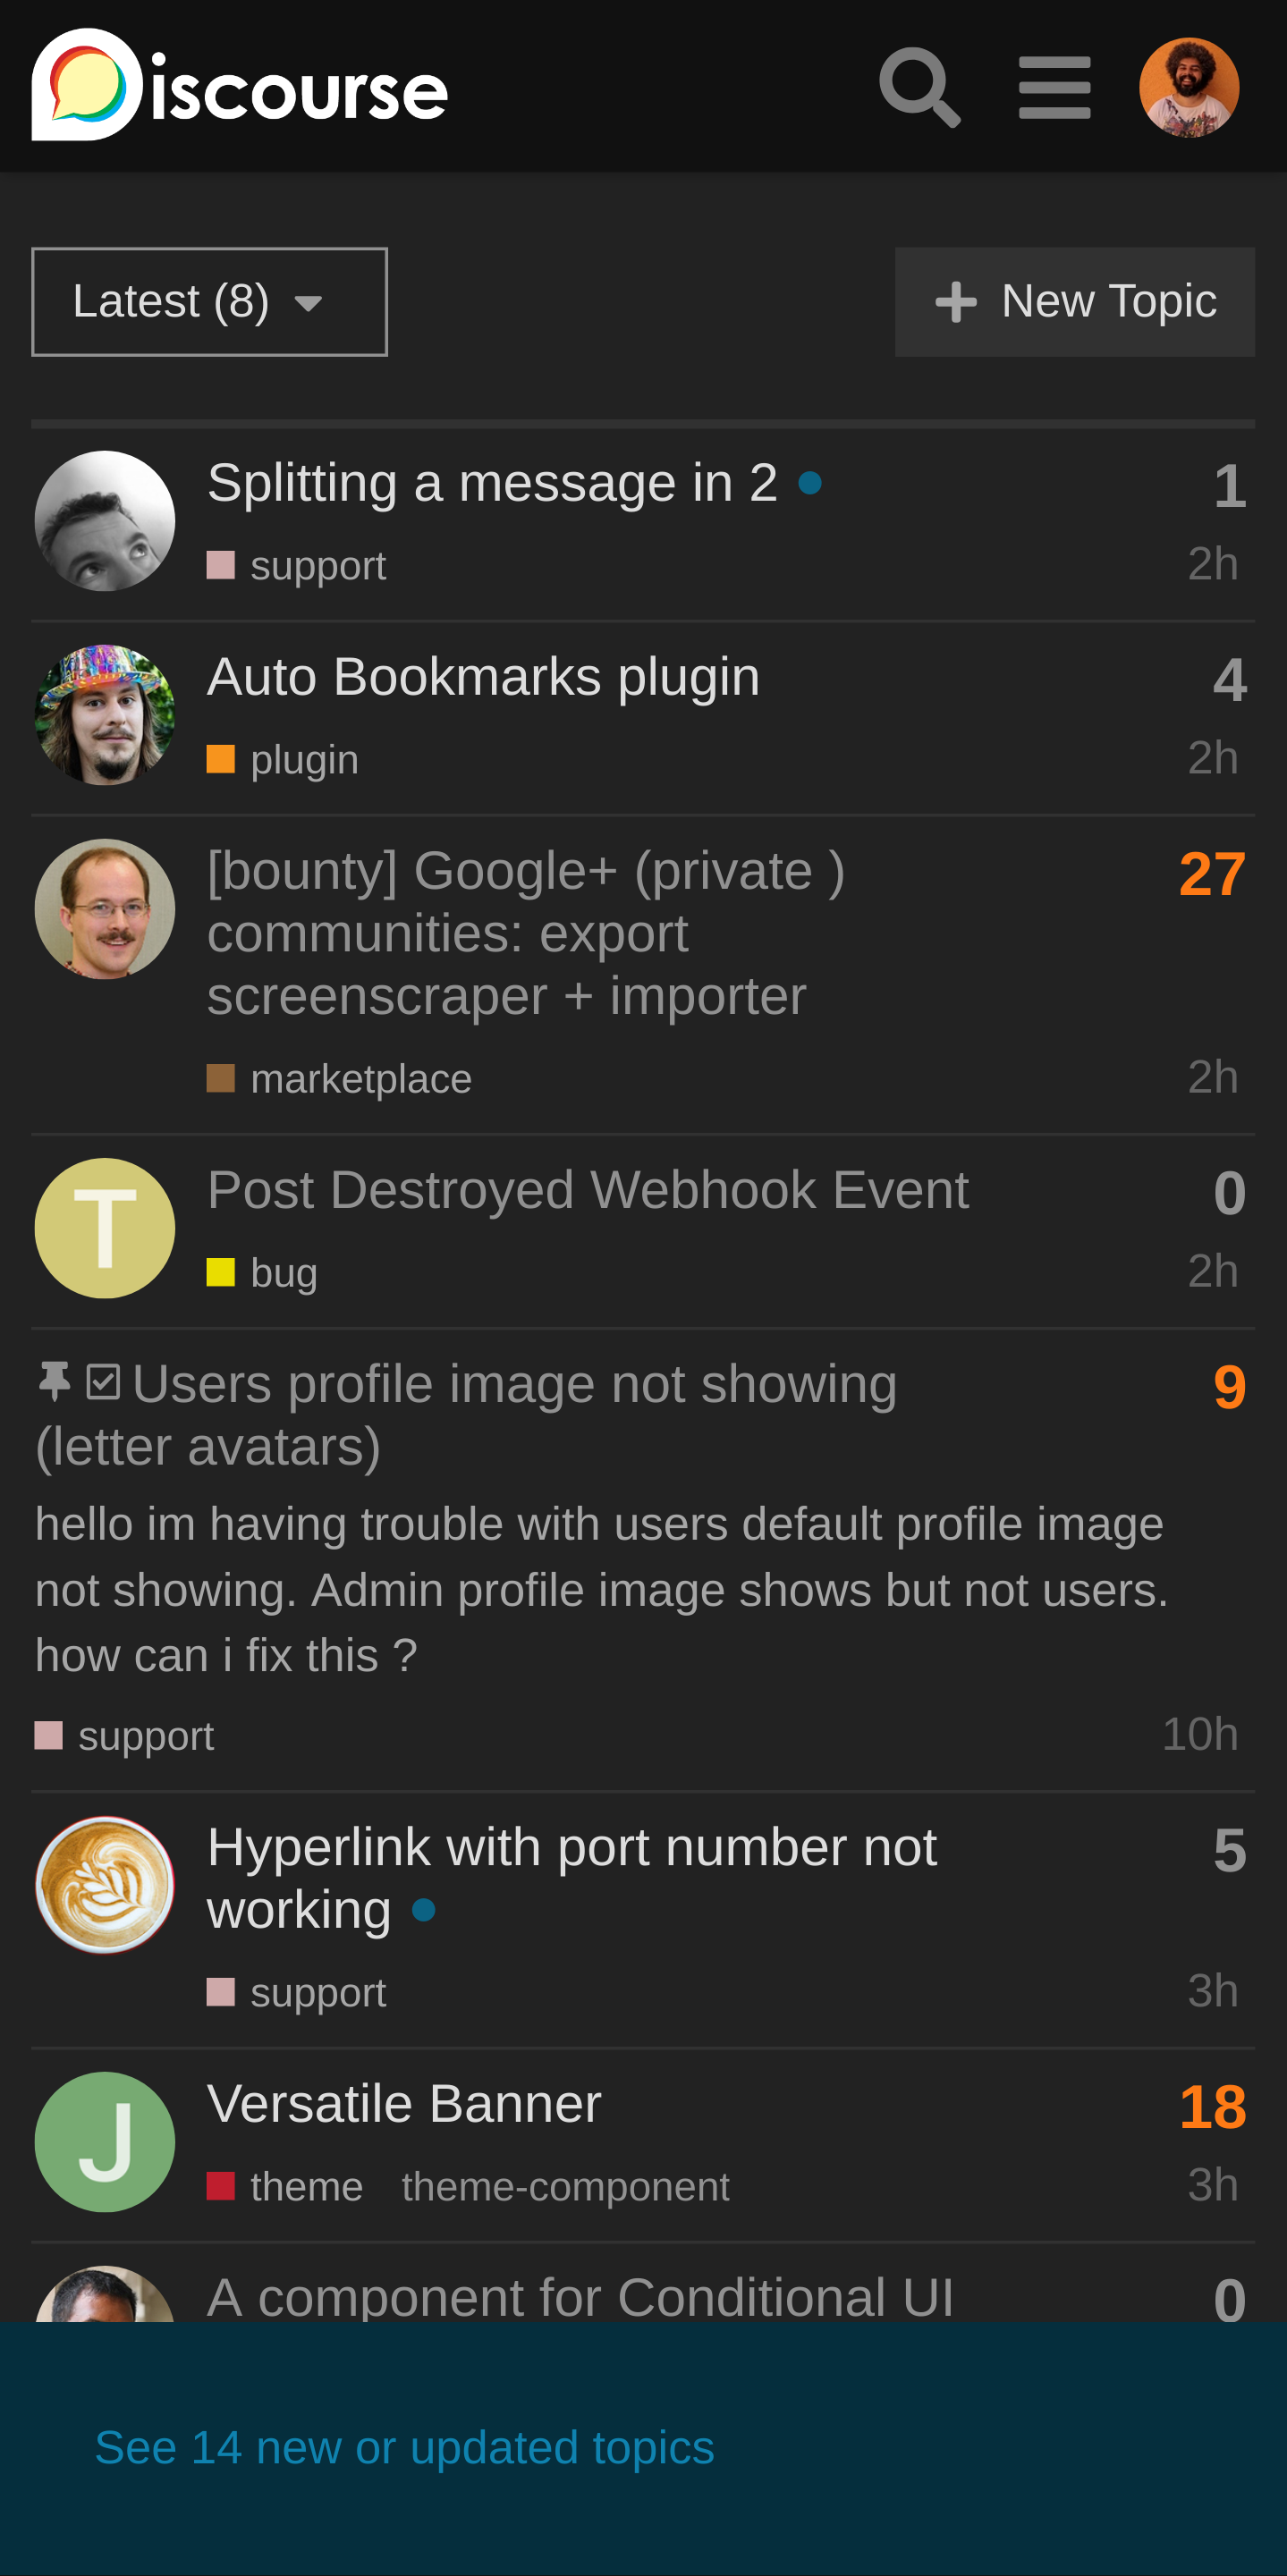 Discourse
Latest (8)
New Topic
Splitting a message in 2
1
support
2h
Auto Bookmarks plugin
4
plugin
2h
[bounty] Google+ (private )
27
communities: export
screenscraper + importer
marketplace
2h
T
Post Destroyed Webhook Event
0
bug
2h
Users profile image not showing
9
(letter avatars)
hello im having trouble with users default profile image
not showing. Admin profile image shows but not users.
how can i fix this ?
support
10h
Hyperlink with port number not
5
working
support
3h
J
Versatile Banner
18
theme theme-component
3h
A component for Conditional UI
0
See 14 new or updated topics